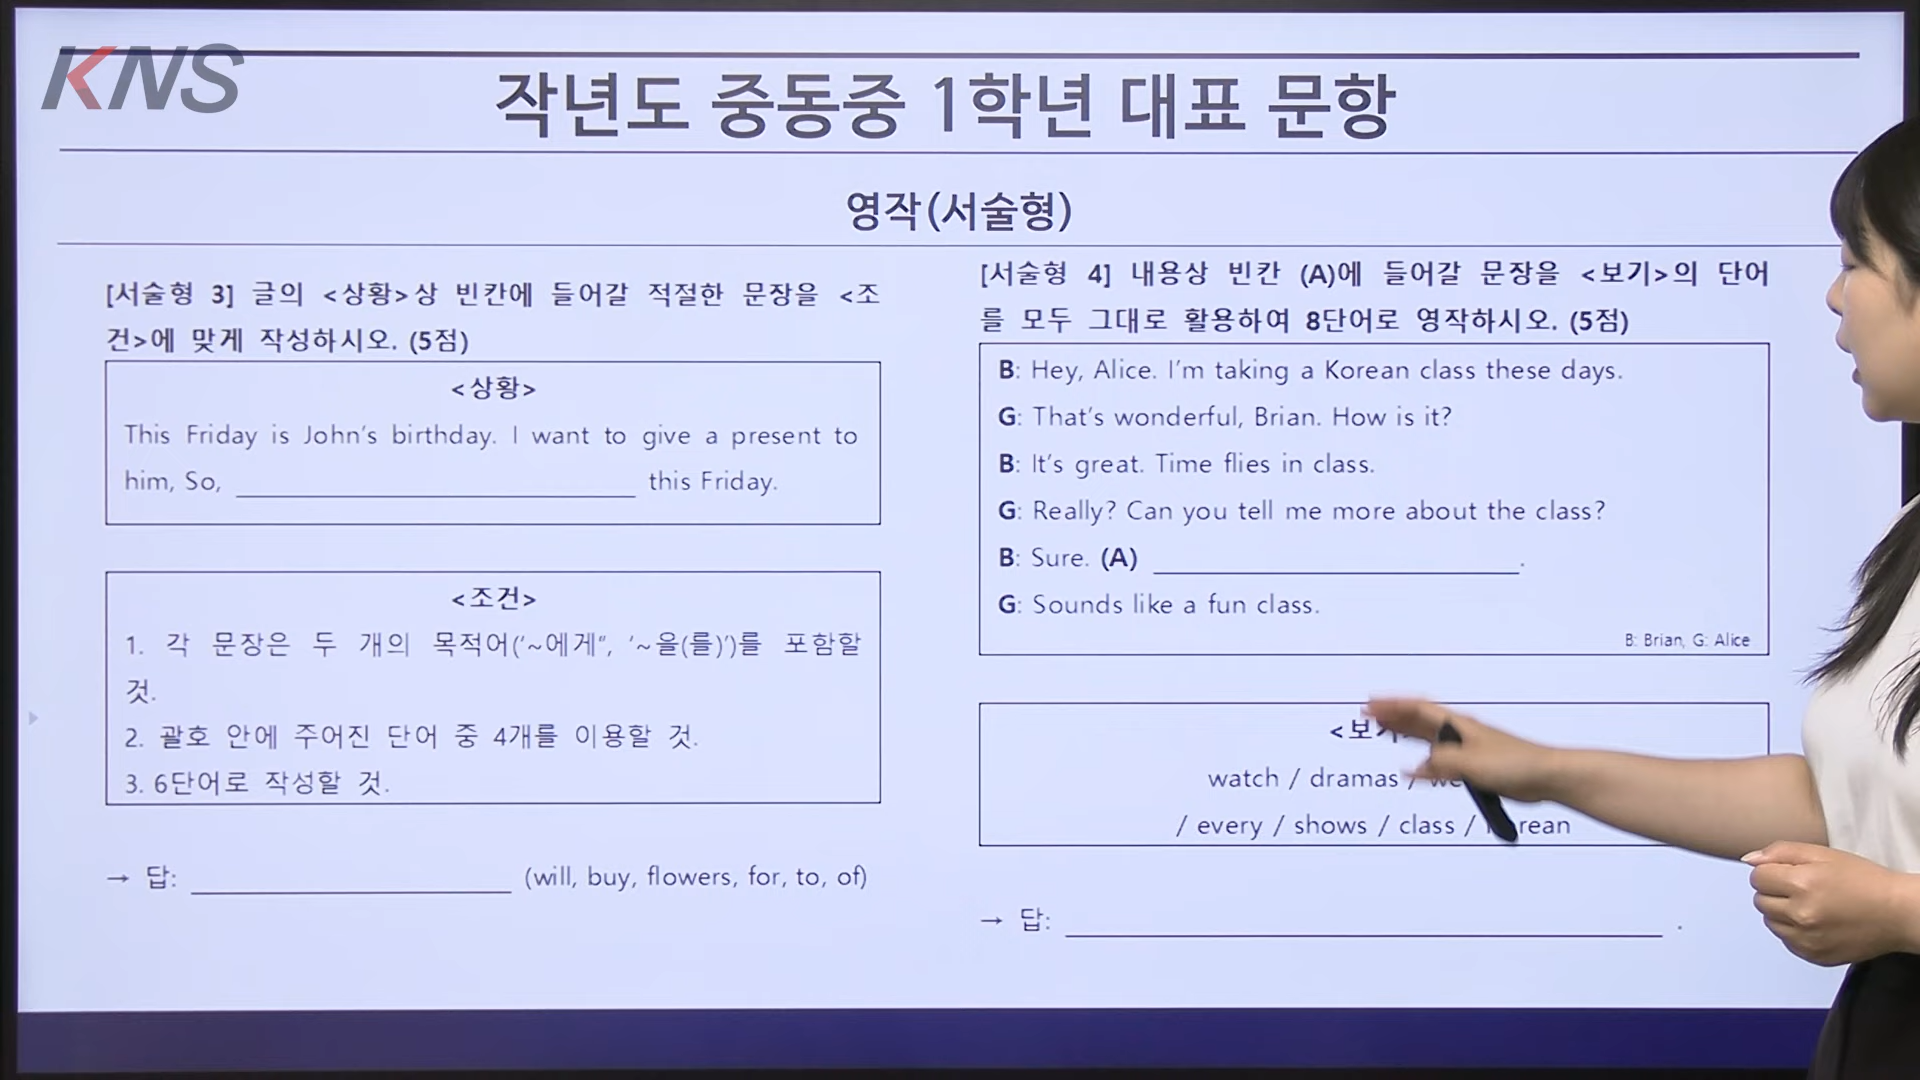 KNS
작년도 중동중 1학년 대표 문항
영작(서술형)
[서술형 3] 글의 <상황>상 빈칸에 들어갈 적절한 문장을 <조
건>에 맞게 작성하시오. (5점)
<상황>
This Friday is John's birthday. I want to give a present to
him, So, ______ this Friday.
<조건>
1. 각 문장은 두 개의 목적어('~에게", '~을(를)')를 포함할
것.
2. 괄호 안에 주어진 단어 중 4개를 이용할 것.
3. 6단어로 작성할 것.
→ 답: ______ (will, buy, flowers, for, to, of)
[서술형 4] 내용상 빈칸 (A)에 들어갈 문장을 <보기>의 단어
를 모두 그대로 활용하여 8단어로 영작하시오. (5점)
B: Hey, Alice. I'm taking a Korean class these days.
G: That's wonderful, Brian. How is it?
B: It's great. Time flies in class.
G: Really? Can you tell me more about the class?
B: Sure. (A) ______.
G: Sounds like a fun class.
B: Brian, G: Alice
watch / dramas /
/ every / shows / class /
→ 답: ______ .